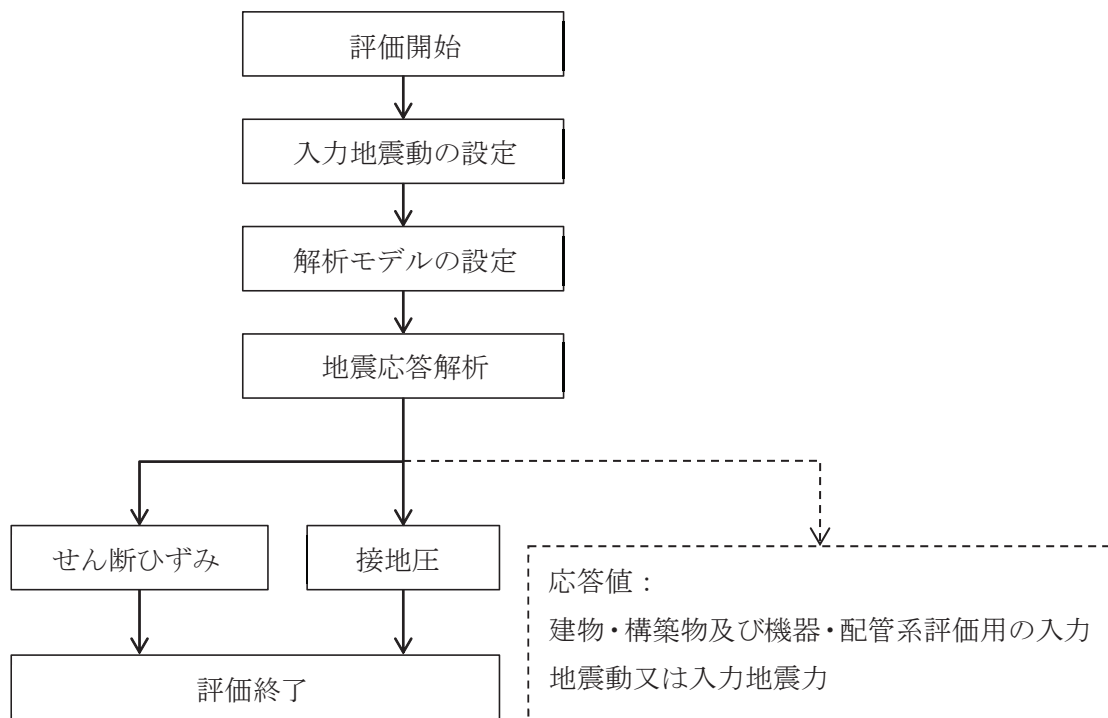 評価開始
入力地震動の設定
解析モデルの設定
地震応答解析
せん断ひずみ
接地圧
応答値：
建物・構築物及び機器・配管系評価用の入力
地震動又は入力地震力
評価終了